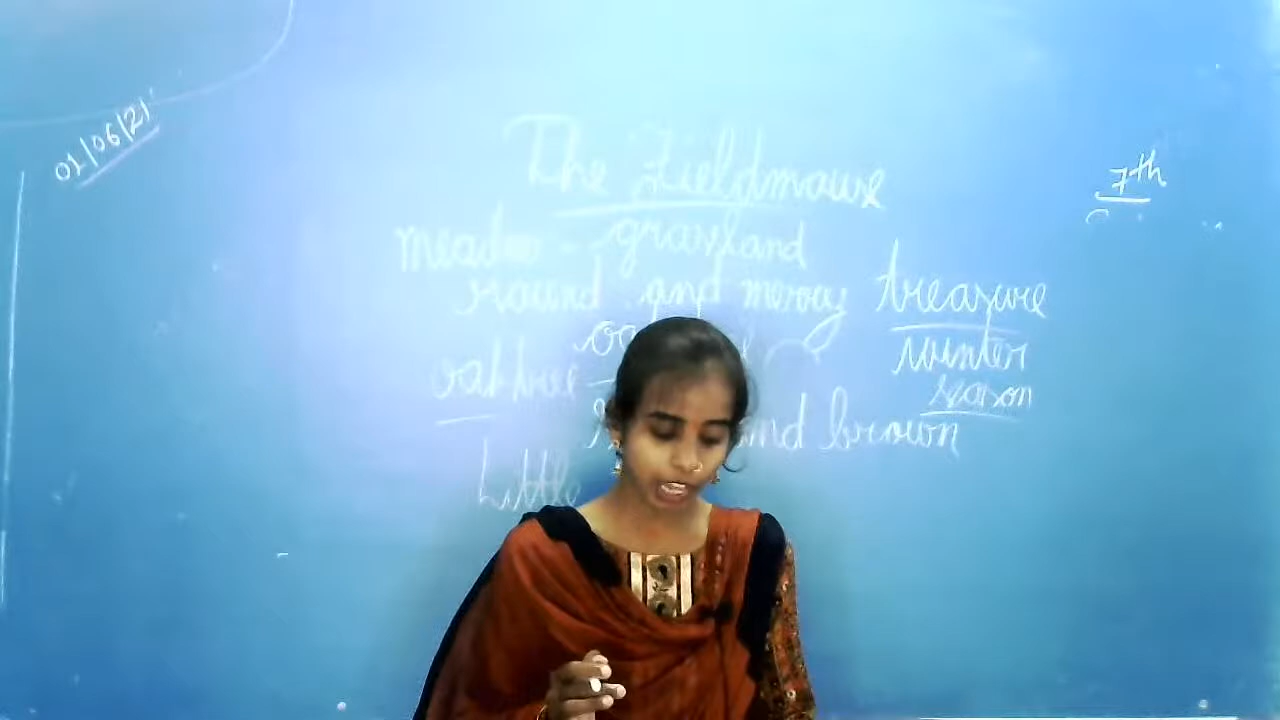 01/06/21
7th
The Fieldmouse
meadow - grassland
round and merry treasure
winter
oak tree -
season
and brown
Little